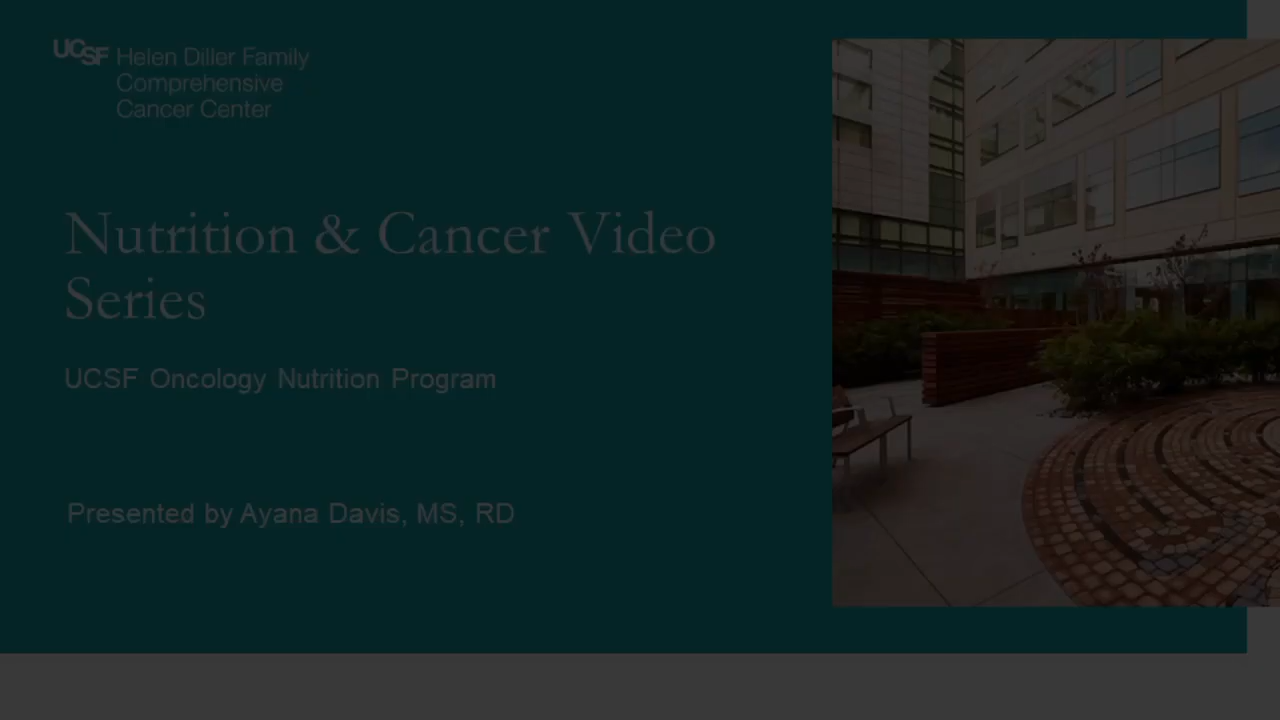 UCSF Helen Diller Family
Comprehensive
Cancer Center
Nutrition & Cancer Video
Series
UCSF Oncology Nutrition Program
Presented by Ayana Davis, MS, RD